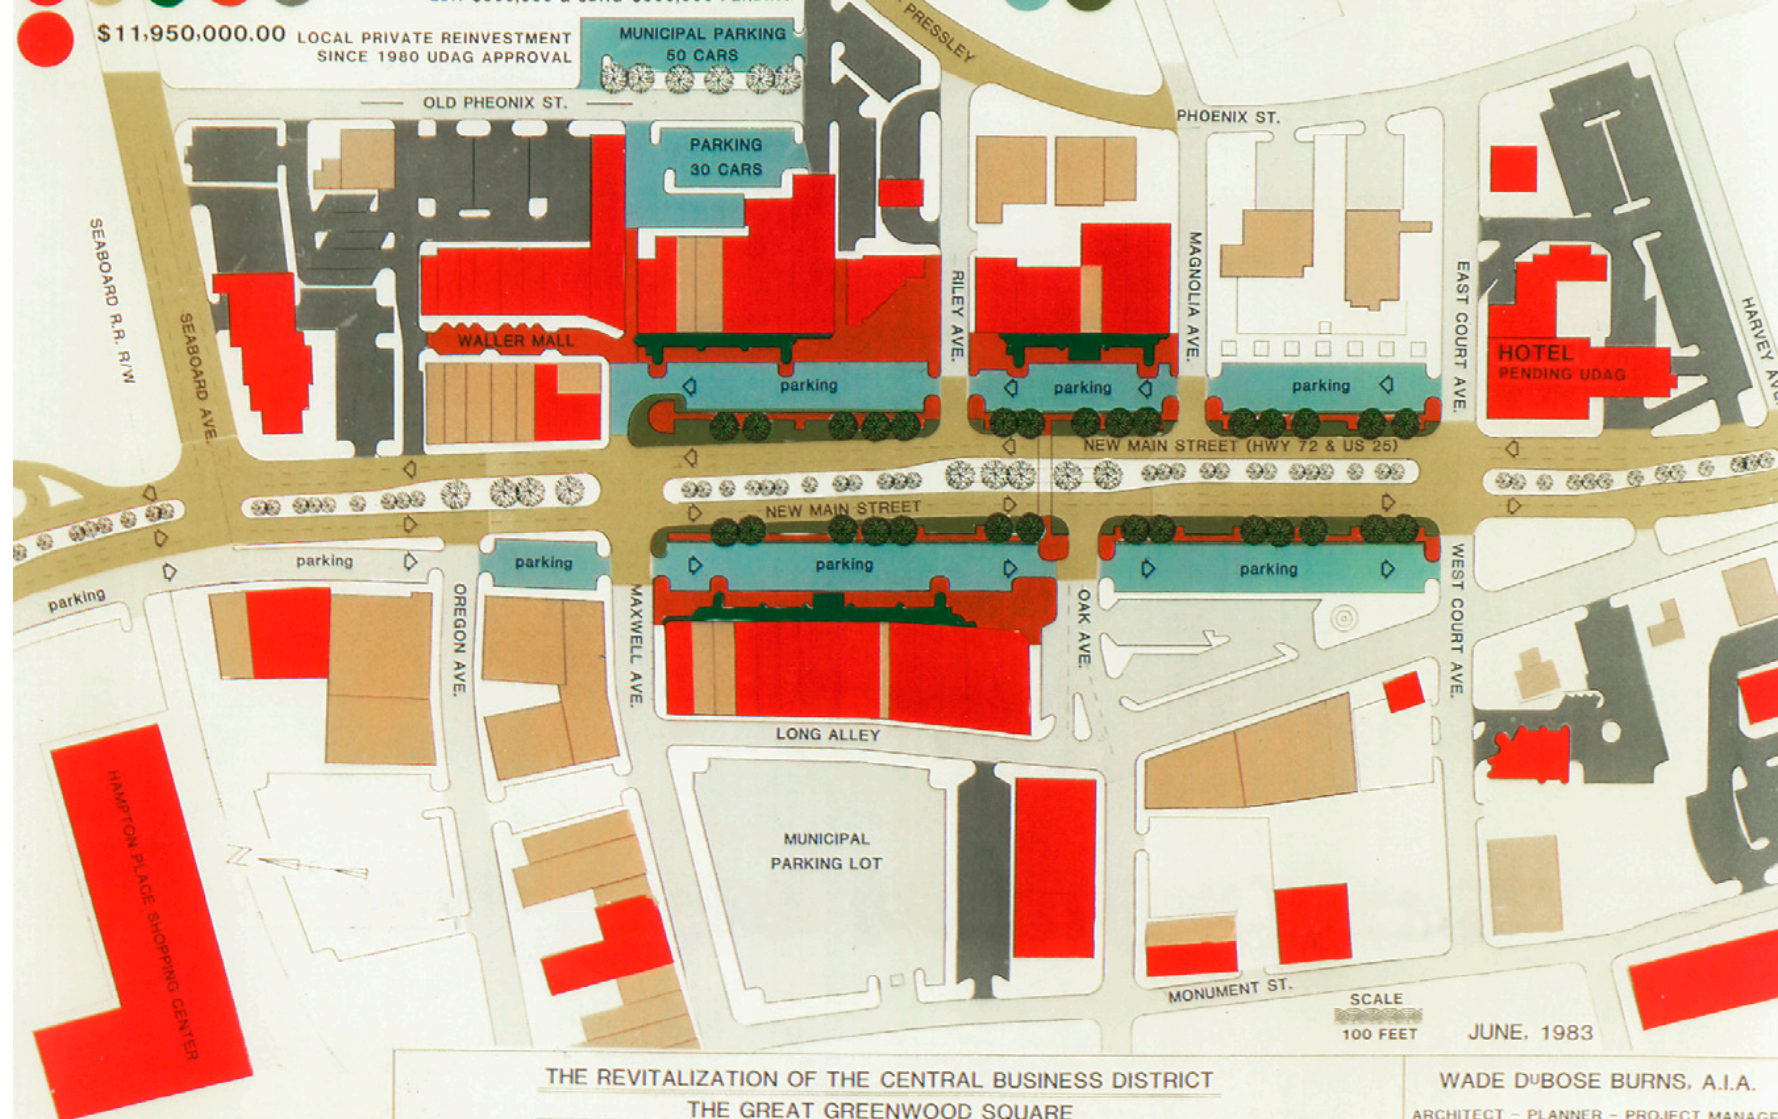 $11,950,000.00 LOCAL PRIVATE REINVESTMENT
SINCE 1980 UDAG APPROVAL
MUNICIPAL PARKING
50 CARS
PRESSLEY
OLD PHEONIX ST.
PHOENIX ST.
PARKING
30 CARS
SEABOARD R.R. R/W
SEABOARD AVE.
RILEY AVE.
MAGNOLIA AVE.
EAST COURT AVE.
HARVEY AVE.
WALLER MALL
HOTEL
PENDING UDAG
parking
parking
parking
NEW MAIN STREET (HWY 72 & US 25)
NEW MAIN STREET
parking
parking
parking
parking
parking
OREGON AVE.
MAXWELL AVE.
OAK AVE.
WEST COURT AVE.
LONG ALLEY
HAMPTON PLACE SHOPPING CENTER
MUNICIPAL
PARKING LOT
N
MONUMENT ST.
SCALE
100 FEET
JUNE, 1983
THE REVITALIZATION OF THE CENTRAL BUSINESS DISTRICT
THE GREAT GREENWOOD SQUARE
WADE DUBOSE BURNS, A.I.A.
ARCHITECT - PLANNER - PROJECT MANAGE